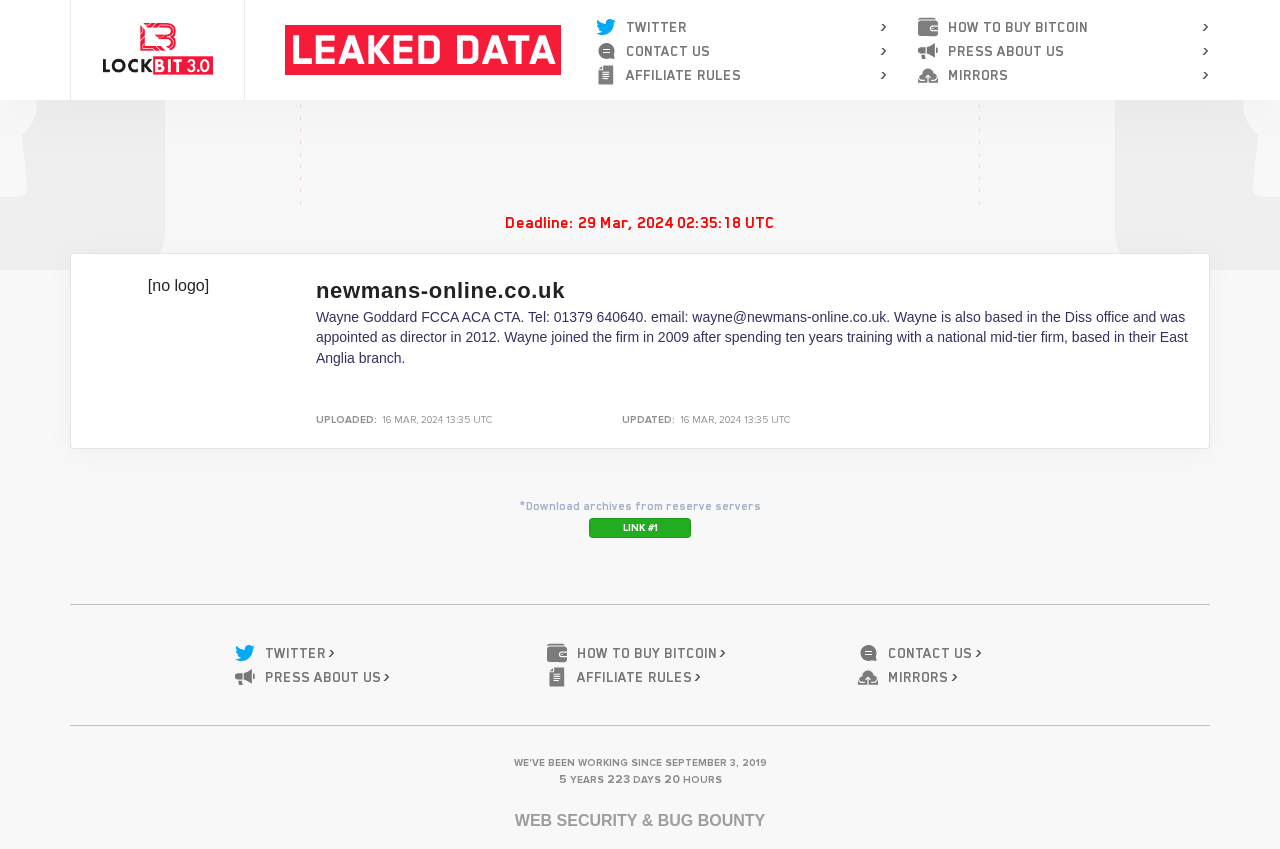 LOCKBIT 3.0
LEAKED DATA
TWITTER
CONTACT US
AFFILIATE RULES
HOW TO BUY BITCOIN
PRESS ABOUT US
MIRRORS
Deadline: 29 Mar, 2024 02:35:18 UTC
[no logo]
newmans-online.co.uk
Wayne Goddard FCCA ACA CTA. Tel: 01379 640640. email: wayne@newmans-online.co.uk. Wayne is also based in the Diss office and was
appointed as director in 2012. Wayne joined the firm in 2009 after spending ten years training with a national mid-tier firm, based in their East
Anglia branch.
UPLOADED: 16 MAR, 2024 13:35 UTC
UPDATED: 16 MAR, 2024 13:35 UTC
*Download archives from reserve servers
LINK #1
TWITTER
HOW TO BUY BITCOIN
CONTACT US
PRESS ABOUT US
AFFILIATE RULES
MIRRORS
WE'VE BEEN WORKING SINCE SEPTEMBER 3, 2019
5 YEARS 223 DAYS 20 HOURS
WEB SECURITY & BUG BOUNTY